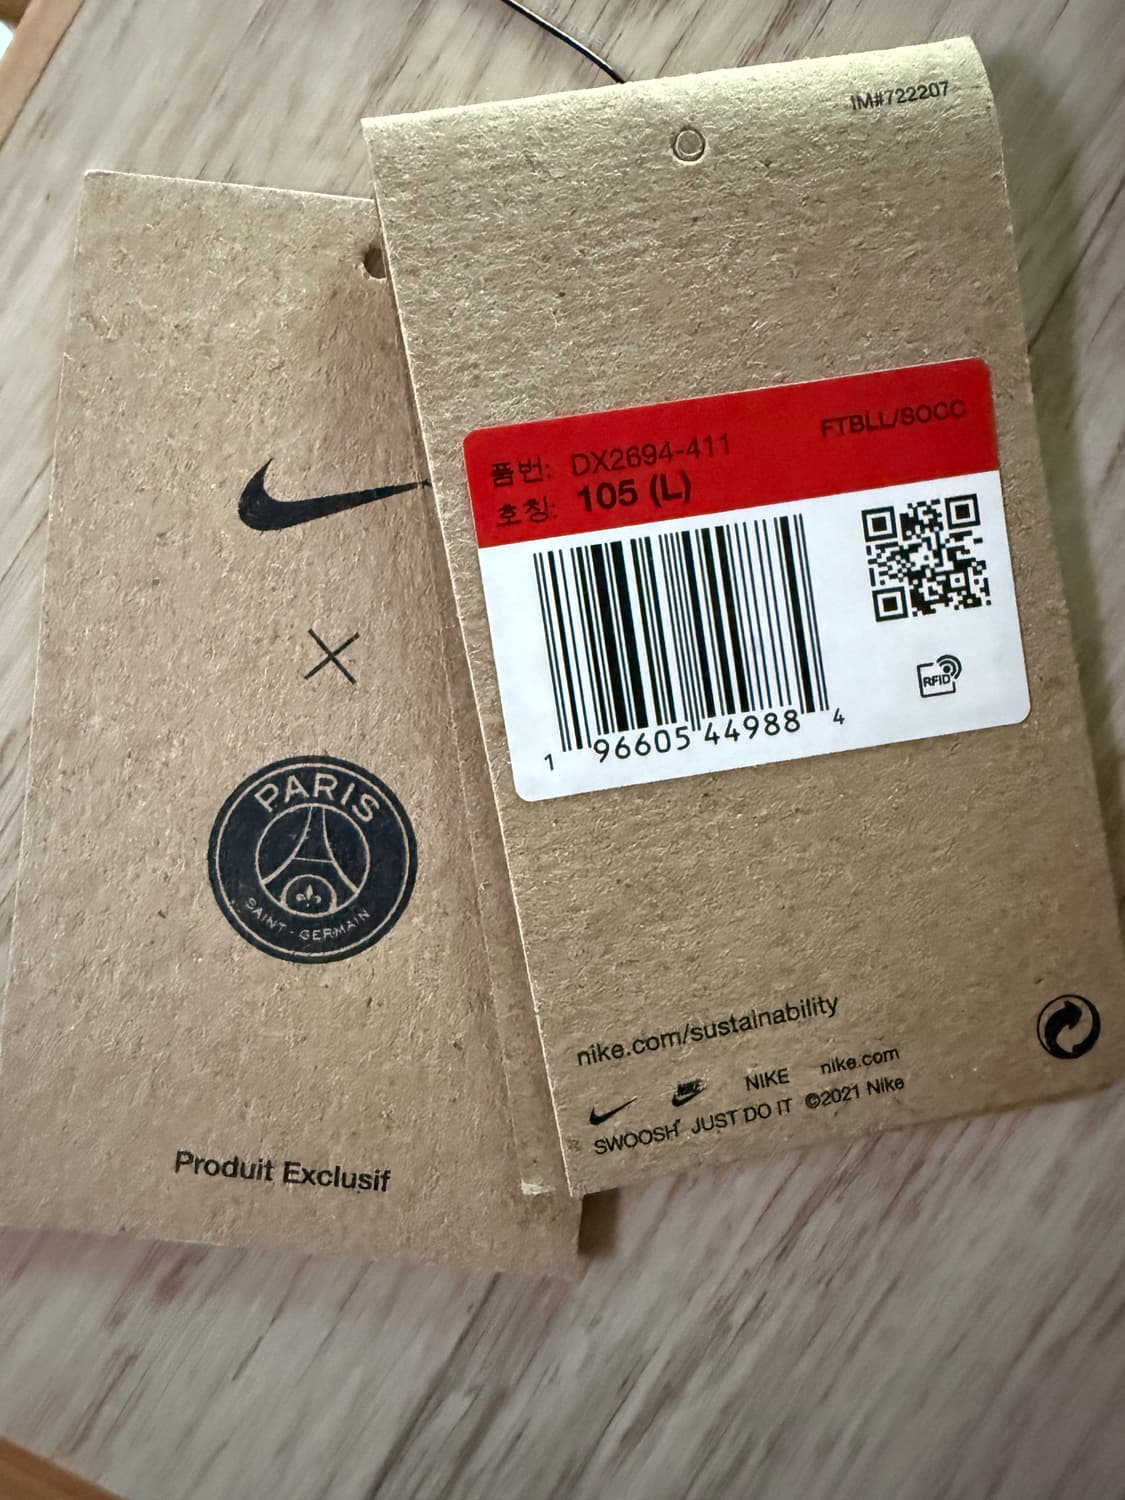 PARIS
SAINT-GERMAIN
Produit Exclusif
IM#722207
FTBLL/SOCC
품번: DX2694-411
호칭: 105 (L)
1 96605 44988 4
RFID
nike.com/sustainability
NIKE nike.com
SWOOSH JUST DO IT ©2021 Nike